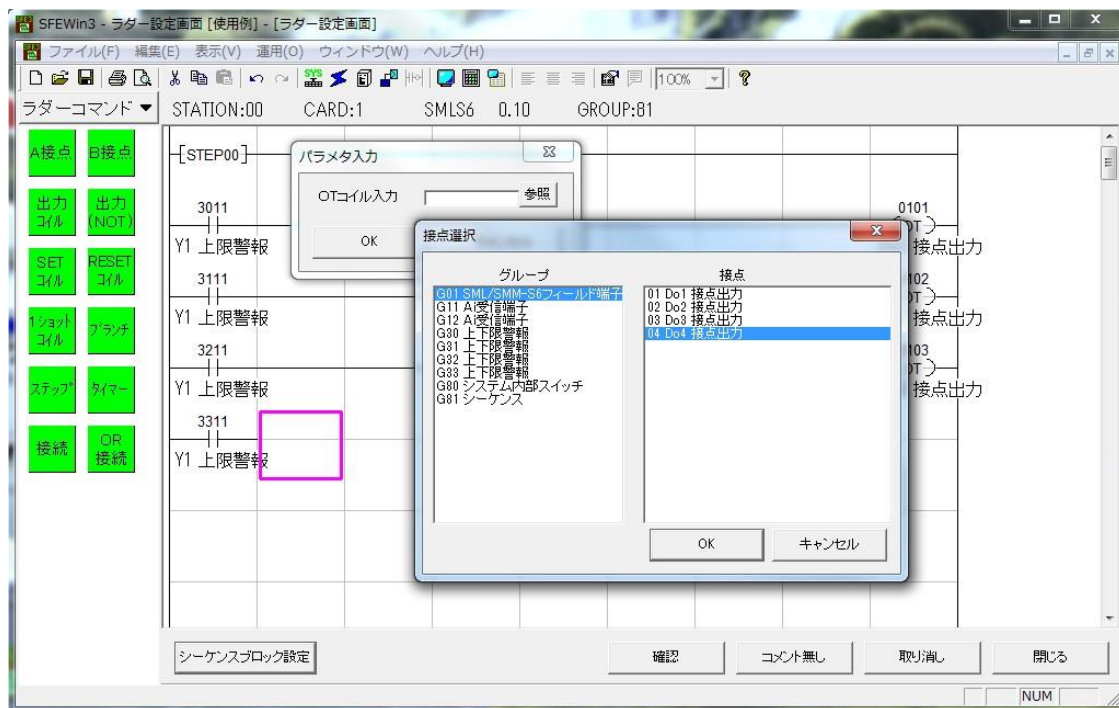 SFEWin3 - ラダー設定画面 [使用例] - [ラダー設定画面]
ファイル(F) 編集(E) 表示(V) 運用(O) ウィンドウ(W) ヘルプ(H)
SYS 100%
ラダーコマンド STATION:00 CARD:1 SMLS6 0.10 GROUP:81
A接点 B接点
出力コイル 出力(NOT)
SETコイル RESETコイル
1ショットコイル ブランチ
ステップ タイマー
接続 OR接続
[STEP00]
3011
Y1 上限警報
3111
Y1 上限警報
3211
Y1 上限警報
3311
Y1 上限警報
パラメタ入力
OTコイル入力 参照
OK
接点選択
グループ
G01 SML/SMM-S6フィールド端子
G11 Ai受信端子
G12 Ai受信端子
G30 上下限警報
G31 上下限警報
G32 上下限警報
G33 上下限警報
G80 システム内部スイッチ
G81 シーケンス
接点
01 Do1 接点出力
02 Do2 接点出力
03 Do3 接点出力
04 Do4 接点出力
OK キャンセル
0101
接点出力
102
接点出力
103
接点出力
シーケンスブロック設定 確認 コメント無し 取り消し 閉じる
NUM